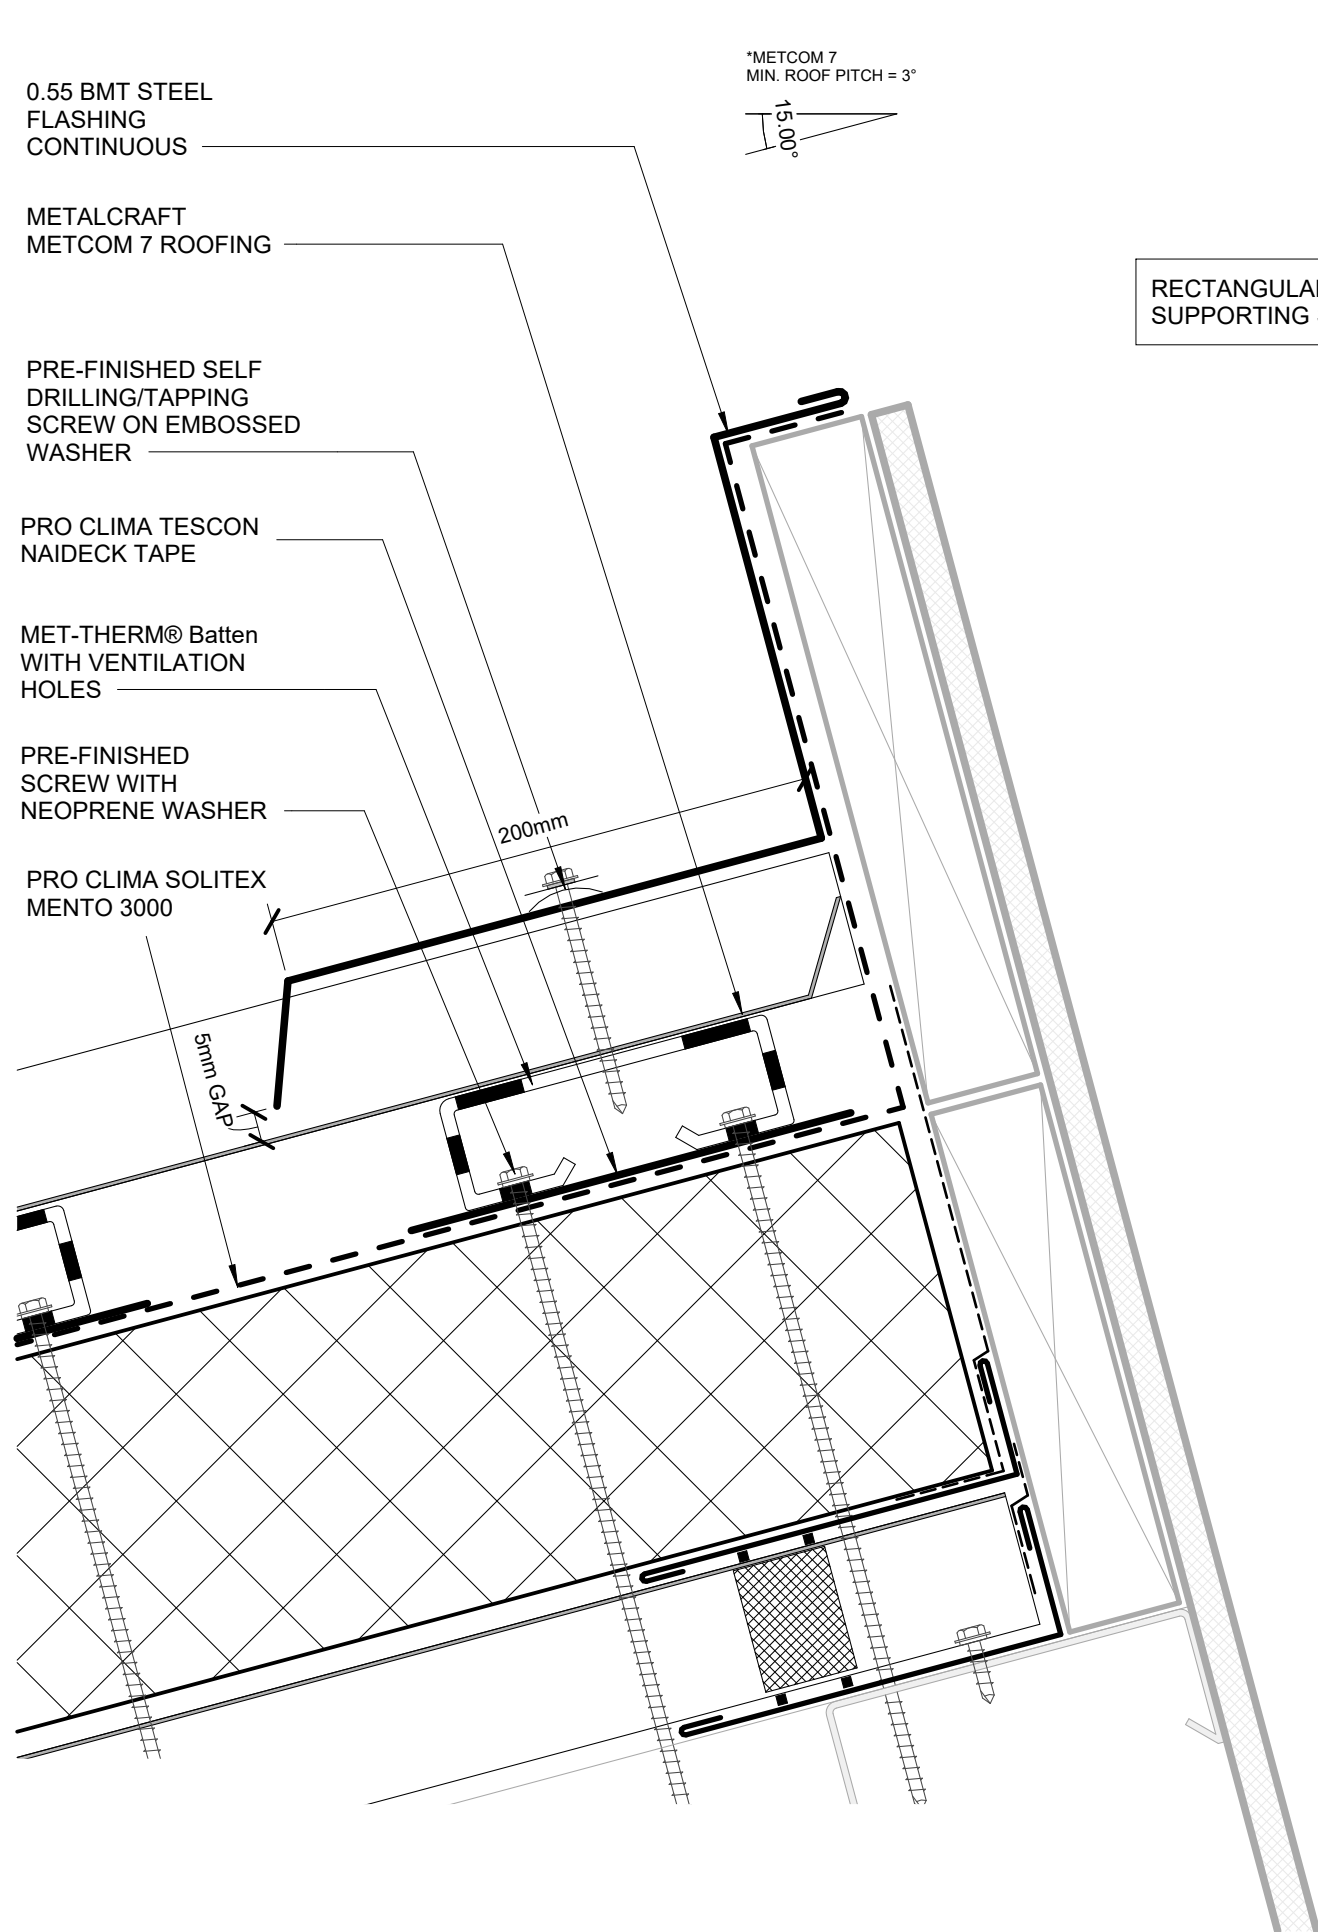 *METCOM 7
MIN. ROOF PITCH = 3°
15.00°
0.55 BMT STEEL
FLASHING
CONTINUOUS
METALCRAFT
METCOM 7 ROOFING
RECTANGULAR
SUPPORTING
PRE-FINISHED SELF
DRILLING/TAPPING
SCREW ON EMBOSSED
WASHER
PRO CLIMA TESCON
NAIDECK TAPE
MET-THERM® Batten
WITH VENTILATION
HOLES
PRE-FINISHED
SCREW WITH
NEOPRENE WASHER
200mm
PRO CLIMA SOLITEX
MENTO 3000
5mm GAP